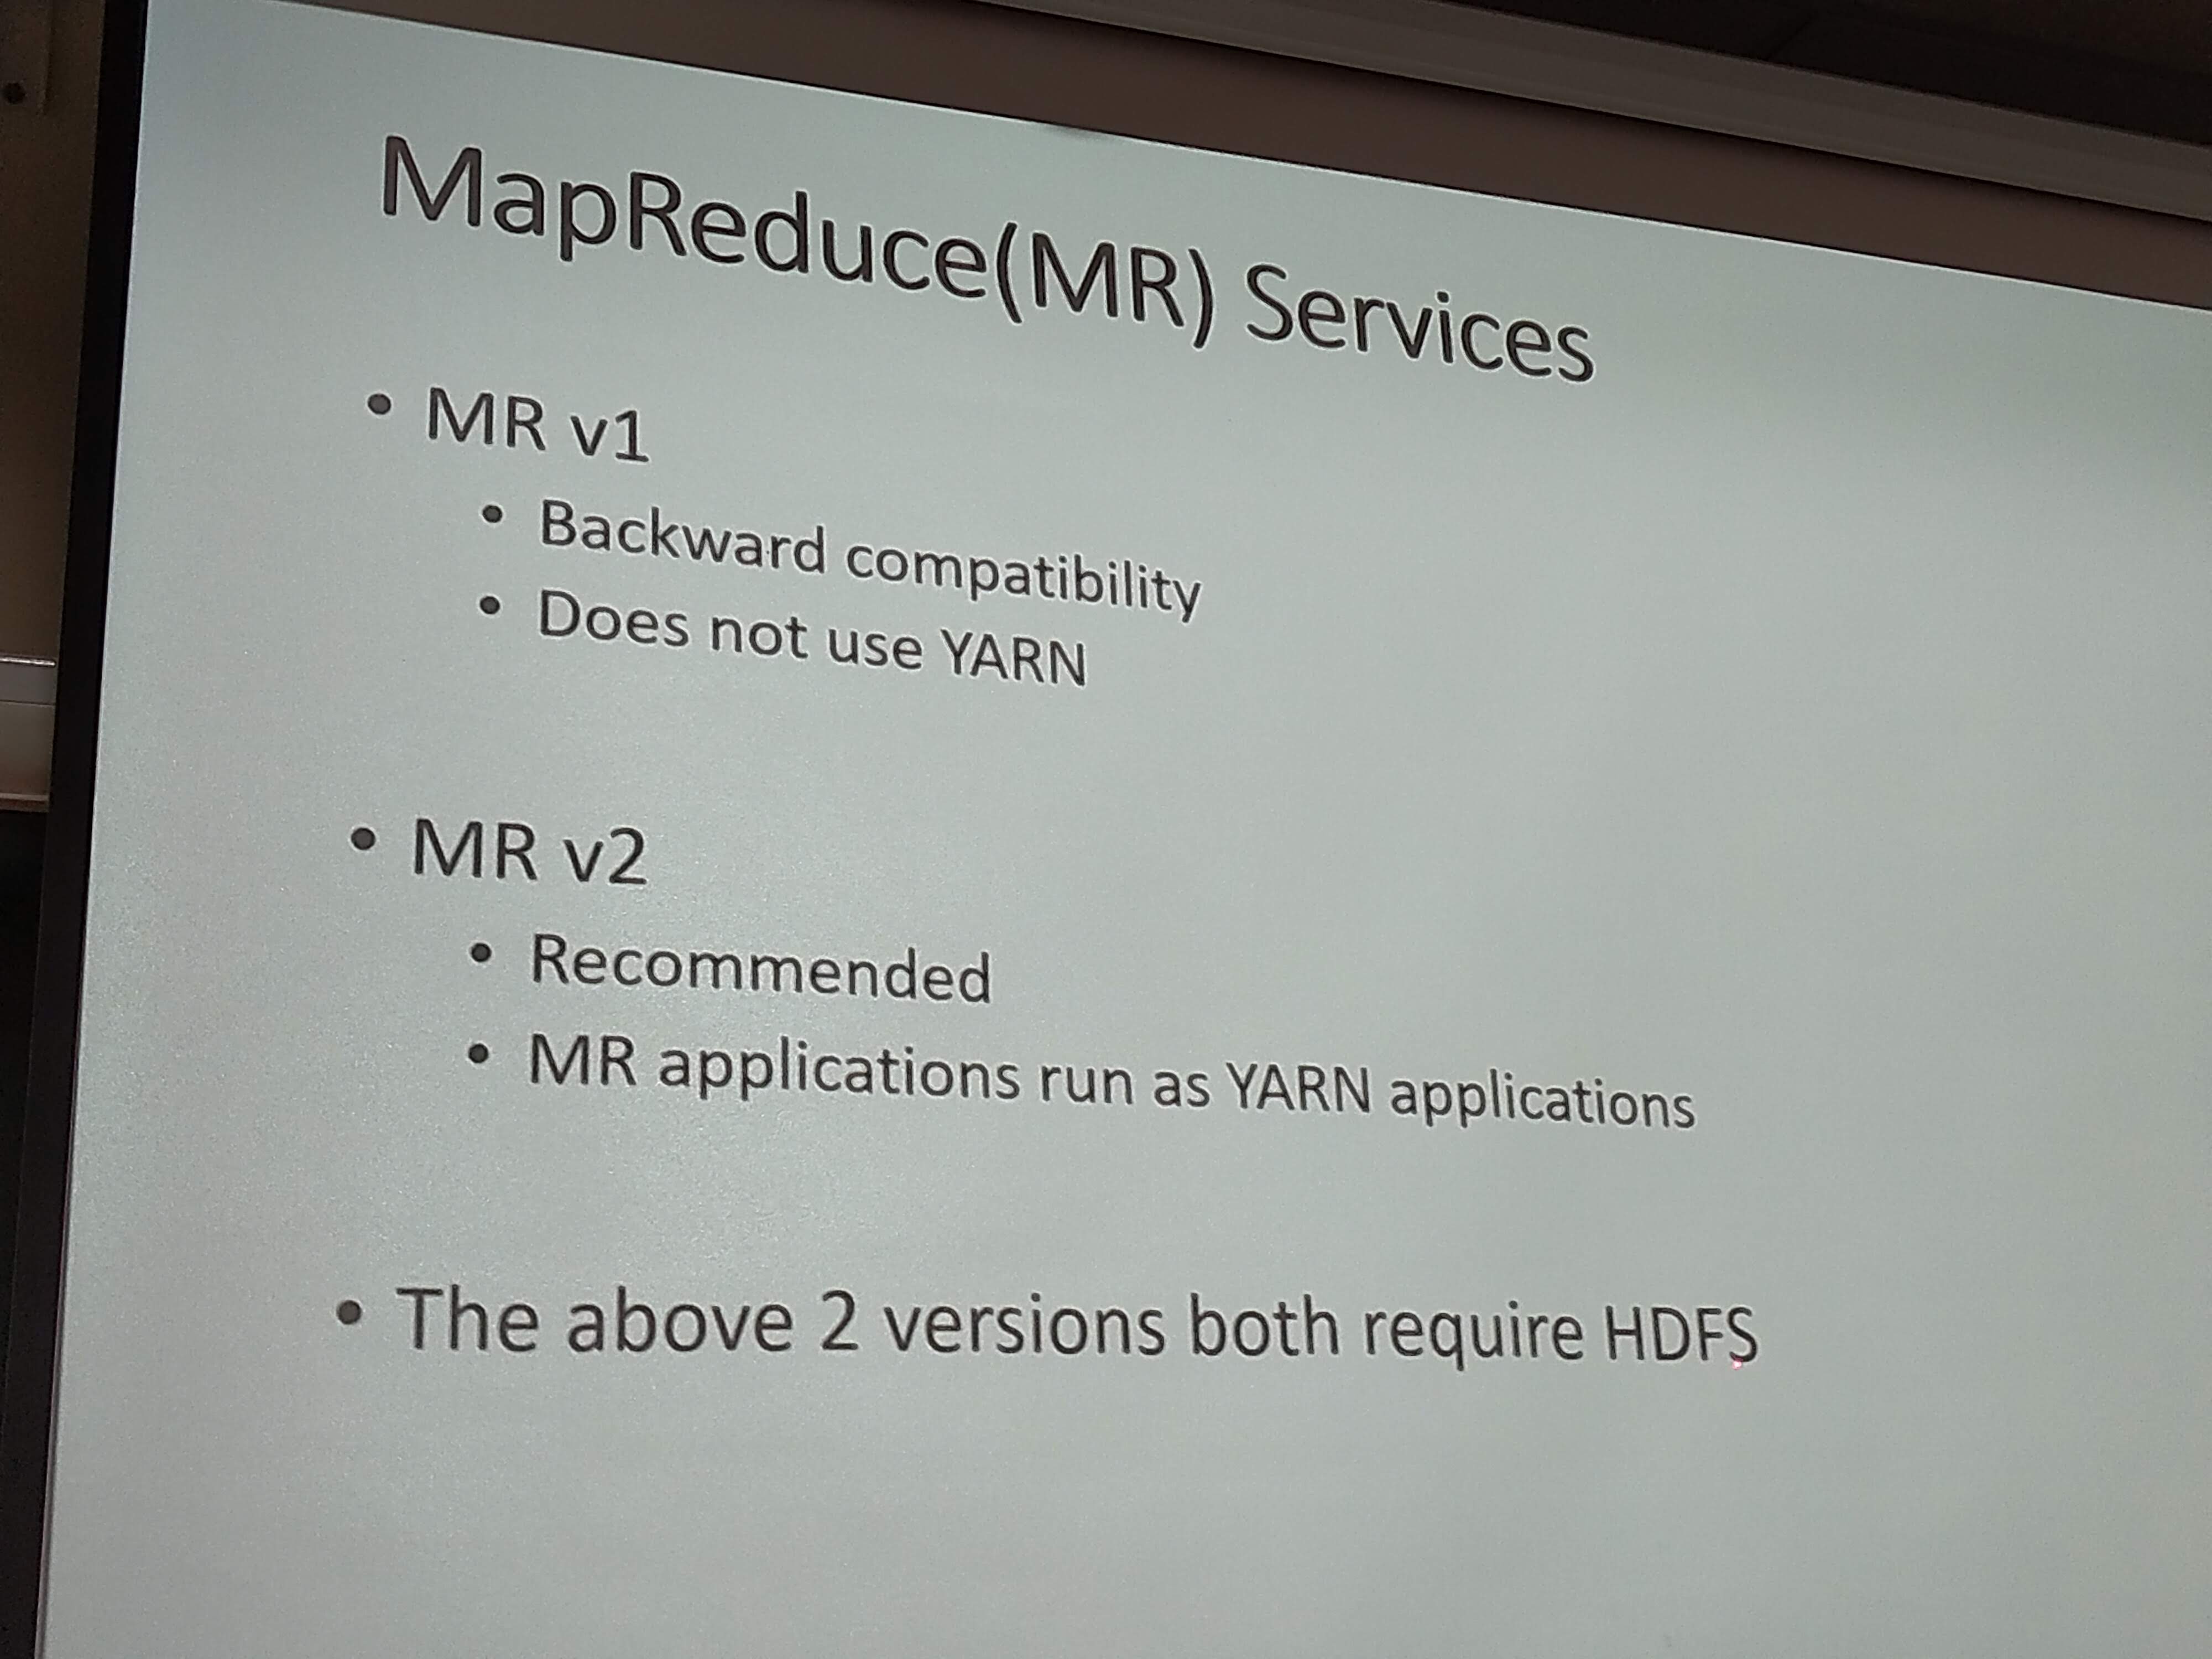 MapReduce(MR) Services
• MR v1
• Backward compatibility
• Does not use YARN
• MR v2
• Recommended
• MR applications run as YARN applications
• The above 2 versions both require HDFS